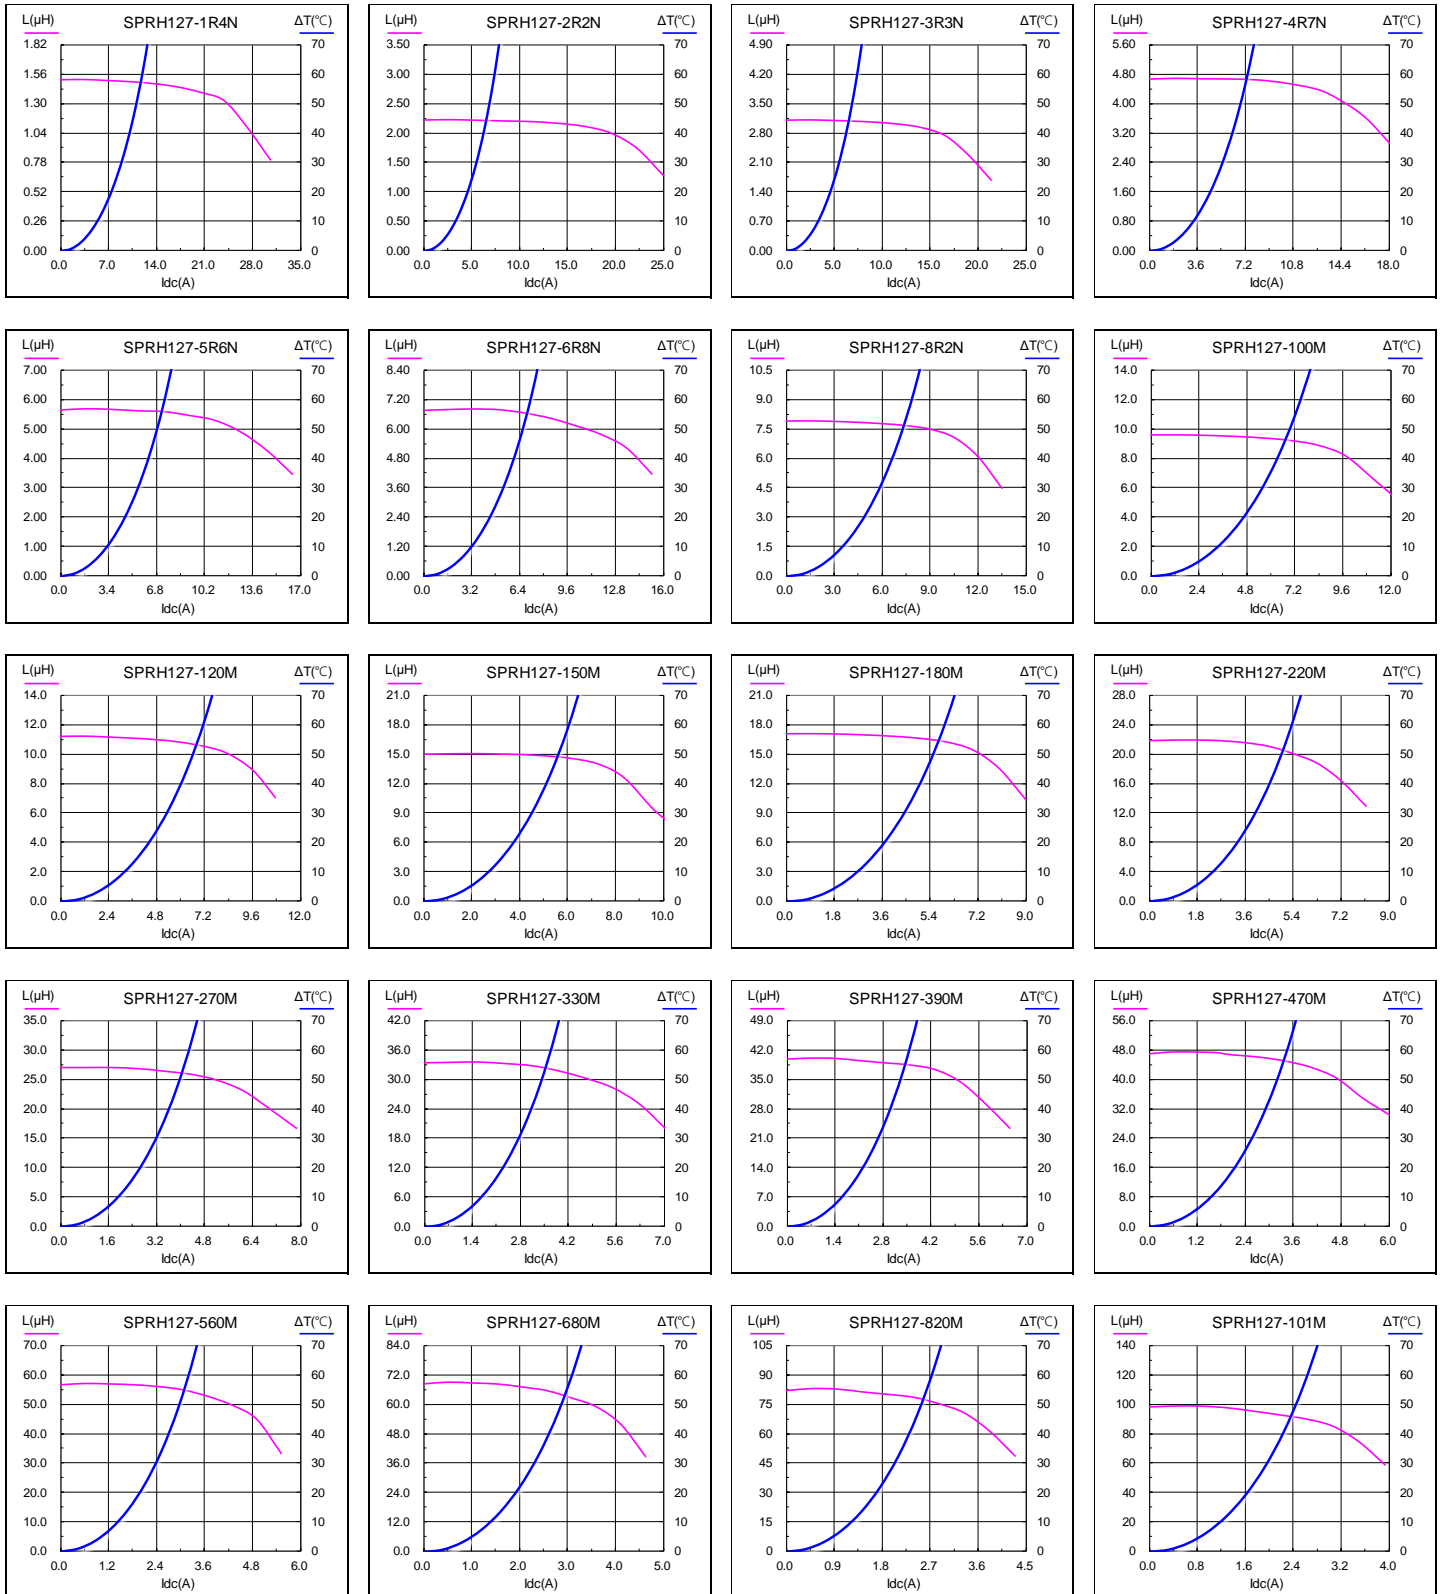 L(μH) SPRH127-1R4N ΔT(℃)
1.82 70
1.56 60
1.30 50
1.04 40
0.78 30
0.52 20
0.26 10
0.00 0
0.0 7.0 14.0 21.0 28.0 35.0
Idc(A)
L(μH) SPRH127-2R2N ΔT(℃)
3.50 70
3.00 60
2.50 50
2.00 40
1.50 30
1.00 20
0.50 10
0.00 0
0.0 5.0 10.0 15.0 20.0 25.0
Idc(A)
L(μH) SPRH127-3R3N ΔT(℃)
4.90 70
4.20 60
3.50 50
2.80 40
2.10 30
1.40 20
0.70 10
0.00 0
0.0 5.0 10.0 15.0 20.0 25.0
Idc(A)
L(μH) SPRH127-4R7N ΔT(℃)
5.60 70
4.80 60
4.00 50
3.20 40
2.40 30
1.60 20
0.80 10
0.00 0
0.0 3.6 7.2 10.8 14.4 18.0
Idc(A)
L(μH) SPRH127-5R6N ΔT(℃)
7.00 70
6.00 60
5.00 50
4.00 40
3.00 30
2.00 20
1.00 10
0.00 0
0.0 3.4 6.8 10.2 13.6 17.0
Idc(A)
L(μH) SPRH127-6R8N ΔT(℃)
8.40 70
7.20 60
6.00 50
4.80 40
3.60 30
2.40 20
1.20 10
0.00 0
0.0 3.2 6.4 9.6 12.8 16.0
Idc(A)
L(μH) SPRH127-8R2N ΔT(℃)
10.5 70
9.0 60
7.5 50
6.0 40
4.5 30
3.0 20
1.5 10
0.0 0
0.0 3.0 6.0 9.0 12.0 15.0
Idc(A)
L(μH) SPRH127-100M ΔT(℃)
14.0 70
12.0 60
10.0 50
8.0 40
6.0 30
4.0 20
2.0 10
0.0 0
0.0 2.4 4.8 7.2 9.6 12.0
Idc(A)
L(μH) SPRH127-120M ΔT(℃)
14.0 70
12.0 60
10.0 50
8.0 40
6.0 30
4.0 20
2.0 10
0.0 0
0.0 2.4 4.8 7.2 9.6 12.0
Idc(A)
L(μH) SPRH127-150M ΔT(℃)
21.0 70
18.0 60
15.0 50
12.0 40
9.0 30
6.0 20
3.0 10
0.0 0
0.0 2.0 4.0 6.0 8.0 10.0
Idc(A)
L(μH) SPRH127-180M ΔT(℃)
21.0 70
18.0 60
15.0 50
12.0 40
9.0 30
6.0 20
3.0 10
0.0 0
0.0 1.8 3.6 5.4 7.2 9.0
Idc(A)
L(μH) SPRH127-220M ΔT(℃)
28.0 70
24.0 60
20.0 50
16.0 40
12.0 30
8.0 20
4.0 10
0.0 0
0.0 1.8 3.6 5.4 7.2 9.0
Idc(A)
L(μH) SPRH127-270M ΔT(℃)
35.0 70
30.0 60
25.0 50
20.0 40
15.0 30
10.0 20
5.0 10
0.0 0
0.0 1.6 3.2 4.8 6.4 8.0
Idc(A)
L(μH) SPRH127-330M ΔT(℃)
42.0 70
36.0 60
30.0 50
24.0 40
18.0 30
12.0 20
6.0 10
0.0 0
0.0 1.4 2.8 4.2 5.6 7.0
Idc(A)
L(μH) SPRH127-390M ΔT(℃)
49.0 70
42.0 60
35.0 50
28.0 40
21.0 30
14.0 20
7.0 10
0.0 0
0.0 1.4 2.8 4.2 5.6 7.0
Idc(A)
L(μH) SPRH127-470M ΔT(℃)
56.0 70
48.0 60
40.0 50
32.0 40
24.0 30
16.0 20
8.0 10
0.0 0
0.0 1.2 2.4 3.6 4.8 6.0
Idc(A)
L(μH) SPRH127-560M ΔT(℃)
70.0 70
60.0 60
50.0 50
40.0 40
30.0 30
20.0 20
10.0 10
0.0 0
0.0 1.2 2.4 3.6 4.8 6.0
Idc(A)
L(μH) SPRH127-680M ΔT(℃)
84.0 70
72.0 60
60.0 50
48.0 40
36.0 30
24.0 20
12.0 10
0.0 0
0.0 1.0 2.0 3.0 4.0 5.0
Idc(A)
L(μH) SPRH127-820M ΔT(℃)
105 70
90 60
75 50
60 40
45 30
30 20
15 10
0 0
0.0 0.9 1.8 2.7 3.6 4.5
Idc(A)
L(μH) SPRH127-101M ΔT(℃)
140 70
120 60
100 50
80 40
60 30
40 20
20 10
0 0
0.0 0.8 1.6 2.4 3.2 4.0
Idc(A)